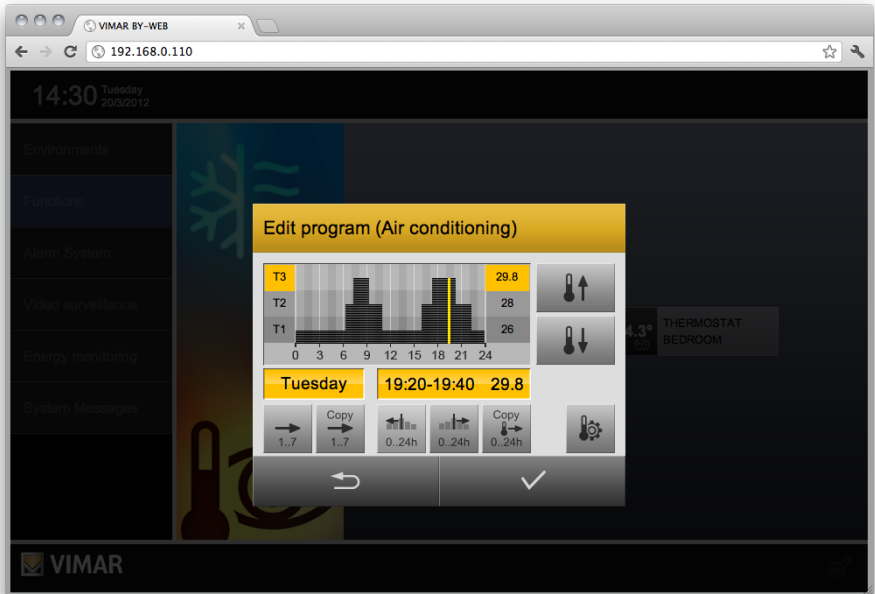 VIMAR BY-WEB
192.168.0.110
14:30 Tuesday
20/3/2012
Environments
Functions
Alarm System
Video surveillance
Energy monitoring
System Messages
Edit program (Air conditioning)
T3 29.8
T2 28
T1 26
0 3 6 9 12 15 18 21 24
Tuesday 19:20-19:40 29.8
1..7
Copy
1..7
0..24h
0..24h
Copy
0..24h
4.3°
THERMOSTAT
BEDROOM
VIMAR